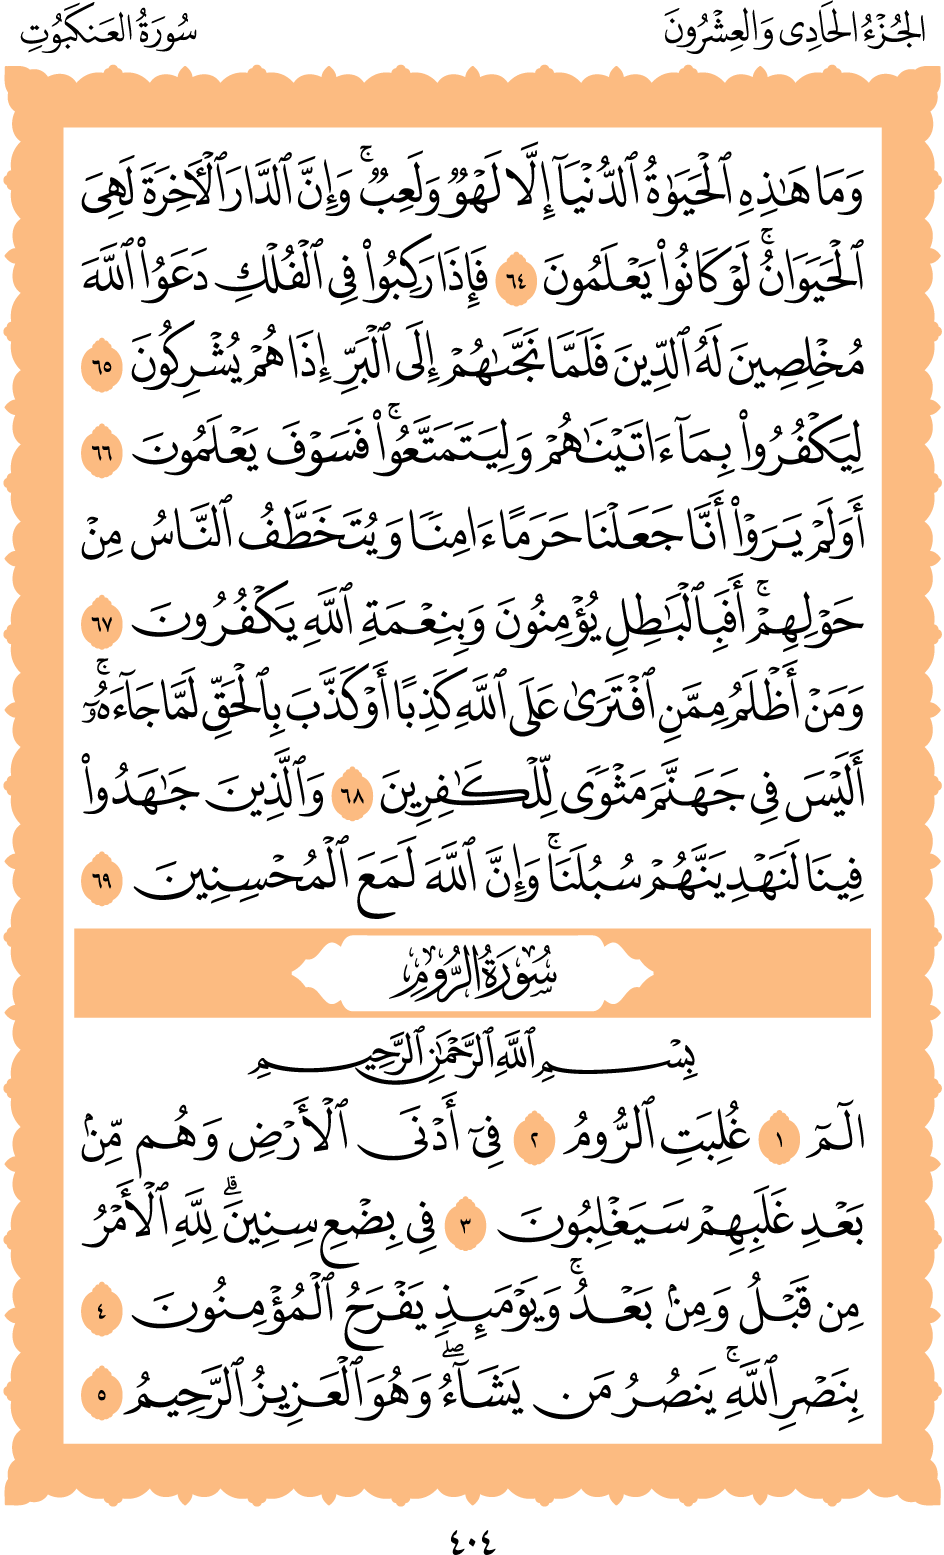 الجُزْءُ الحَادِى وَالعِشْرُونَ
سُورَةُ العَنكَبُوتِ
وَمَا هَـٰذِهِ ٱلْحَيَوٰةُ ٱلدُّنْيَآ إِلَّا لَهْوٌ وَلَعِبٌ ۚ وَإِنَّ ٱلدَّارَ ٱلْـَٔاخِرَةَ لَهِىَ
ٱلْحَيَوَانُ ۚ لَوْ كَانُوا۟ يَعْلَمُونَ ٦٤ فَإِذَا رَكِبُوا۟ فِى ٱلْفُلْكِ دَعَوُا۟ ٱللَّهَ
مُخْلِصِينَ لَهُ ٱلدِّينَ فَلَمَّا نَجَّىٰهُمْ إِلَى ٱلْبَرِّ إِذَا هُمْ يُشْرِكُونَ ٦٥
لِيَكْفُرُوا۟ بِمَآ ءَاتَيْنَـٰهُمْ وَلِيَتَمَتَّعُوا۟ ۚ فَسَوْفَ يَعْلَمُونَ ٦٦
أَوَلَمْ يَرَوْا۟ أَنَّا جَعَلْنَا حَرَمًا ءَامِنًا وَيُتَخَطَّفُ ٱلنَّاسُ مِنْ
حَوْلِهِمْ ۚ أَفَبِٱلْبَـٰطِلِ يُؤْمِنُونَ وَبِنِعْمَةِ ٱللَّهِ يَكْفُرُونَ ٦٧
وَمَنْ أَظْلَمُ مِمَّنِ ٱفْتَرَىٰ عَلَى ٱللَّهِ كَذِبًا أَوْ كَذَّبَ بِٱلْحَقِّ لَمَّا جَآءَهُۥٓ ۚ
أَلَيْسَ فِى جَهَنَّمَ مَثْوًى لِّلْكَـٰفِرِينَ ٦٨ وَٱلَّذِينَ جَـٰهَدُوا۟
فِينَا لَنَهْدِيَنَّهُمْ سُبُلَنَا ۚ وَإِنَّ ٱللَّهَ لَمَعَ ٱلْمُحْسِنِينَ ٦٩
سُورَةُ الرُّومِ
بِسْمِ ٱللَّهِ ٱلرَّحْمَـٰنِ ٱلرَّحِيمِ
الٓمٓ ١ غُلِبَتِ ٱلرُّومُ ٢ فِىٓ أَدْنَى ٱلْأَرْضِ وَهُم مِّنۢ
بَعْدِ غَلَبِهِمْ سَيَغْلِبُونَ ٣ فِى بِضْعِ سِنِينَ ۗ لِلَّهِ ٱلْأَمْرُ
مِن قَبْلُ وَمِنۢ بَعْدُ ۚ وَيَوْمَئِذٍ يَفْرَحُ ٱلْمُؤْمِنُونَ ٤
بِنَصْرِ ٱللَّهِ ۚ يَنصُرُ مَن يَشَآءُ ۖ وَهُوَ ٱلْعَزِيزُ ٱلرَّحِيمُ ٥
٤٠٤